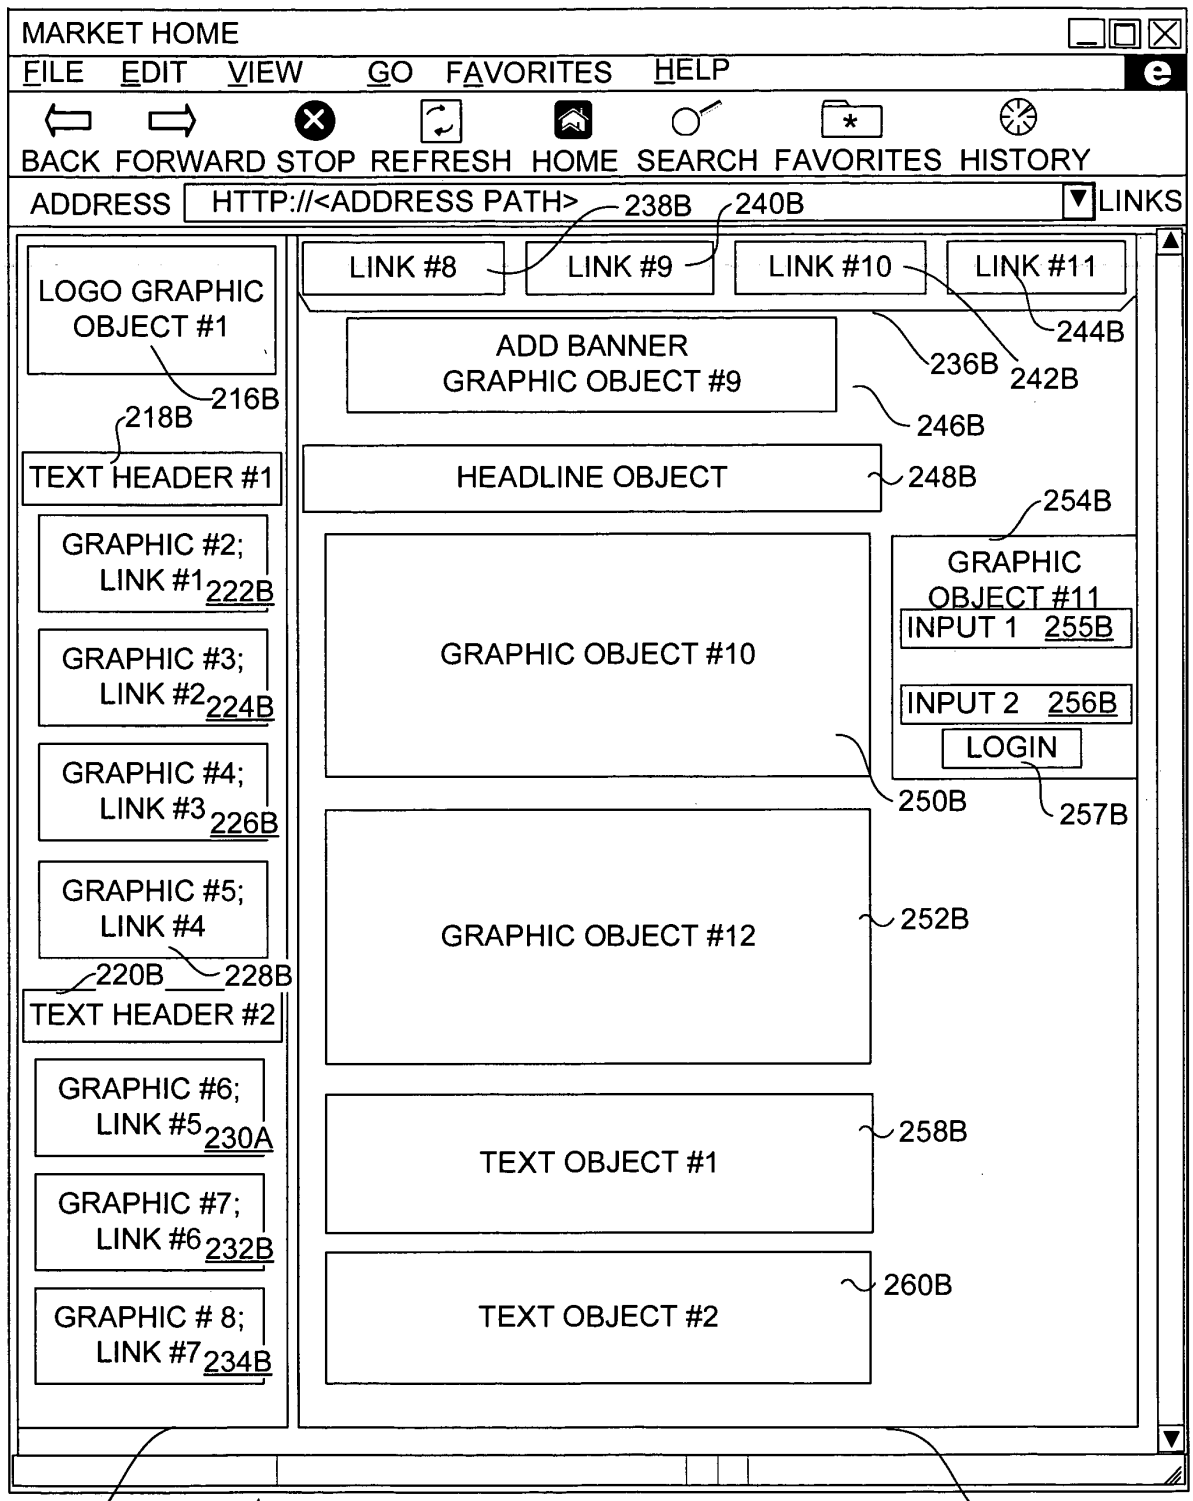 MARKET HOME
FILE EDIT VIEW GO FAVORITES HELP
e
BACK FORWARD STOP REFRESH HOME SEARCH FAVORITES HISTORY
ADDRESS HTTP://<ADDRESS PATH> LINKS
238B 240B
LINK #8 LINK #9 LINK #10 LINK #11
244B
236B
242B
LOGO GRAPHIC
OBJECT #1
216B
218B
TEXT HEADER #1
GRAPHIC #2;
LINK #1 222B
GRAPHIC #3;
LINK #2 224B
GRAPHIC #4;
LINK #3 226B
GRAPHIC #5;
LINK #4
220B 228B
TEXT HEADER #2
GRAPHIC #6;
LINK #5 230A
GRAPHIC #7;
LINK #6 232B
GRAPHIC # 8;
LINK #7 234B
ADD BANNER
GRAPHIC OBJECT #9
246B
HEADLINE OBJECT
248B
GRAPHIC OBJECT #10
250B
254B
GRAPHIC
OBJECT #11
INPUT 1 255B
INPUT 2 256B
LOGIN
257B
GRAPHIC OBJECT #12
252B
TEXT OBJECT #1
258B
TEXT OBJECT #2
260B